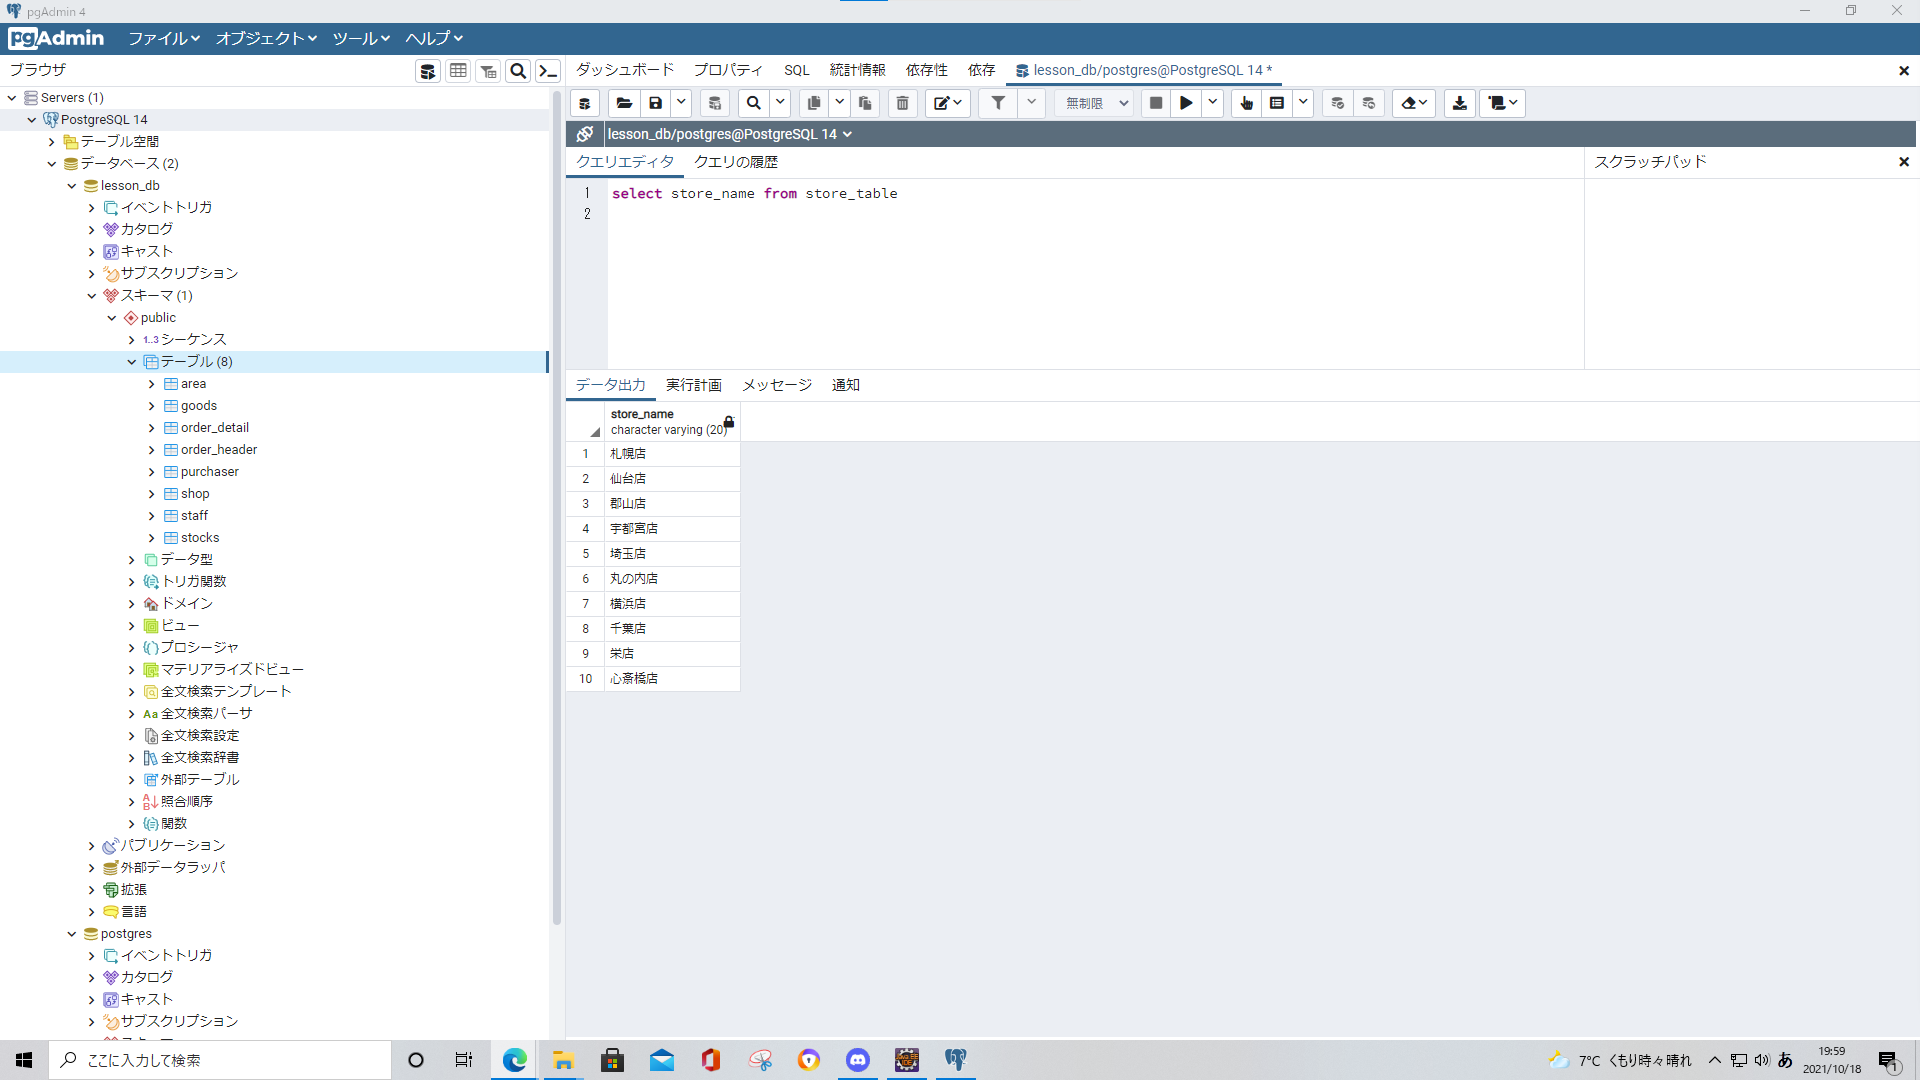 pgAdmin 4
pgAdmin ファイル オブジェクト ツール ヘルプ
ブラウザ
Servers (1)
PostgreSQL 14
テーブル空間
データベース (2)
lesson_db
イベントトリガ
カタログ
キャスト
サブスクリプション
スキーマ (1)
public
1..3 シーケンス
テーブル (8)
area
goods
order_detail
order_header
purchaser
shop
staff
stocks
データ型
トリガ関数
ドメイン
ビュー
プロシージャ
マテリアライズドビュー
全文検索テンプレート
Aa 全文検索パーサ
全文検索設定
全文検索辞書
外部テーブル
照合順序
関数
パブリケーション
外部データラッパ
拡張
言語
postgres
イベントトリガ
カタログ
キャスト
サブスクリプション
ダッシュボード プロパティ SQL 統計情報 依存性 依存 lesson_db/postgres@PostgreSQL 14 *
無制限
lesson_db/postgres@PostgreSQL 14
クエリエディタ クエリの履歴
スクラッチパッド
1 select store_name from store_table
2
データ出力 実行計画 メッセージ 通知
store_name
character varying (20)
1 札幌店
2 仙台店
3 郡山店
4 宇都宮店
5 埼玉店
6 丸の内店
7 横浜店
8 千葉店
9 栄店
10 心斎橋店
ここに入力して検索
7°C くもり時々晴れ
あ
19:59
2021/10/18
1